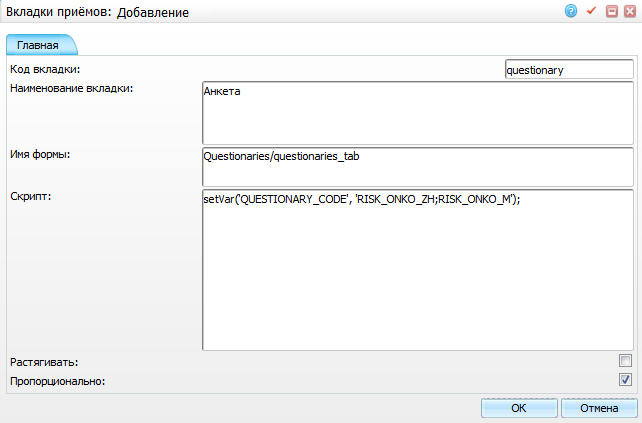 Вкладки приёмов: Добавление
Главная
Код вкладки: questionary
Наименование вкладки: Анкета
Имя формы: Questionaries/questionaries_tab
Скрипт: setVar('QUESTIONARY_CODE', 'RISK_ONKO_ZH;RISK_ONKO_M');
Растягивать:
Пропорционально:
ОК Отмена